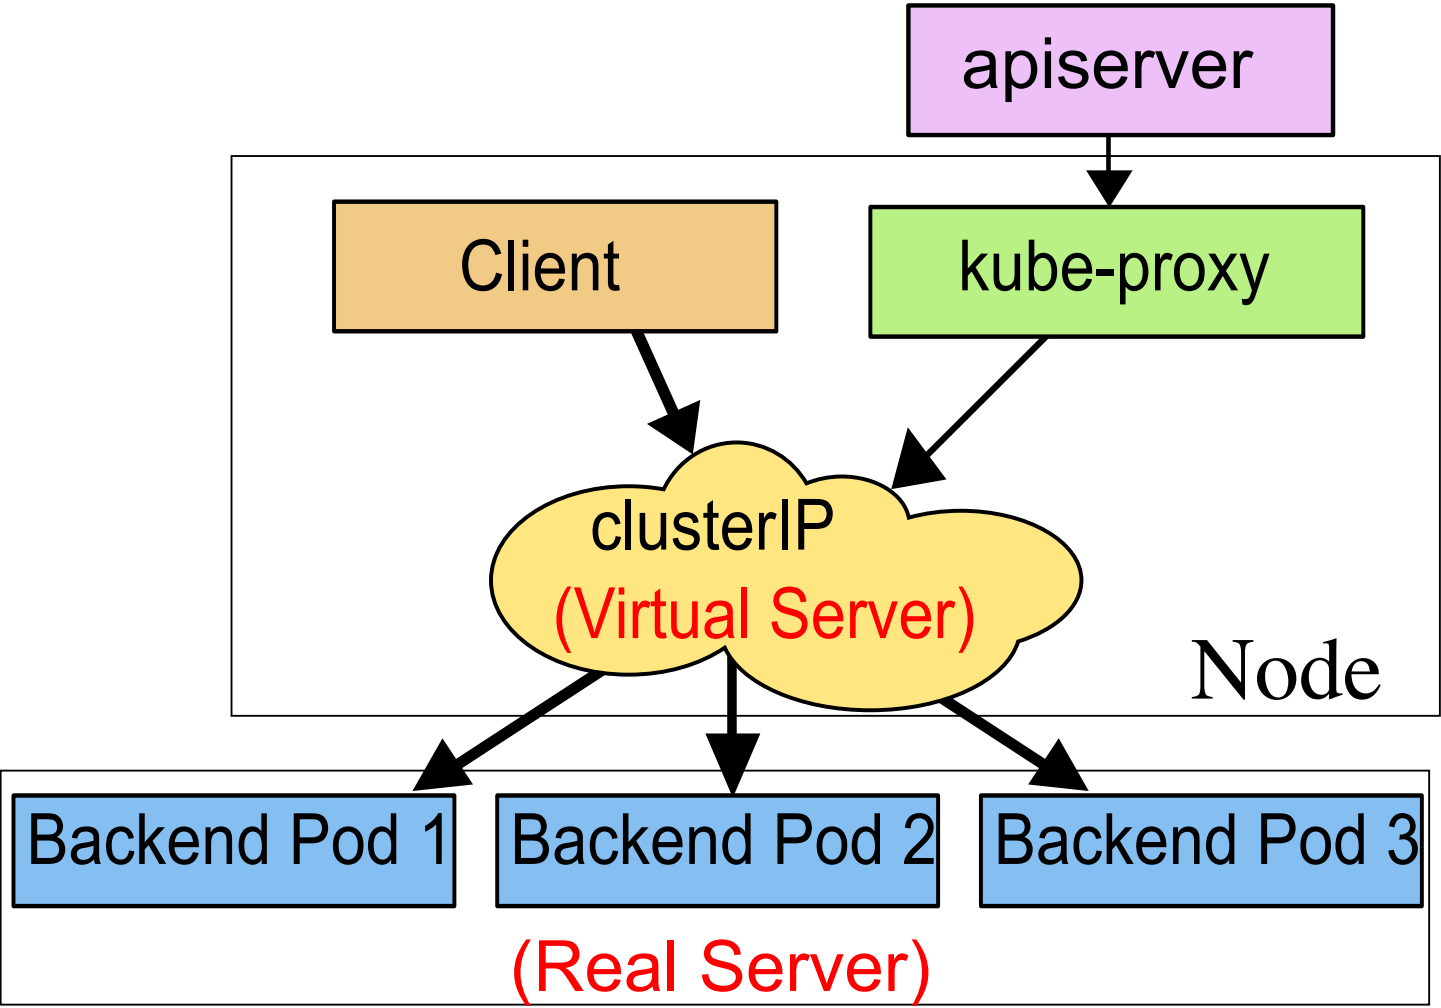 apiserver
Client
kube-proxy
clusterIP
(Virtual Server)
Node
Backend Pod 1
Backend Pod 2
Backend Pod 3
(Real Server)